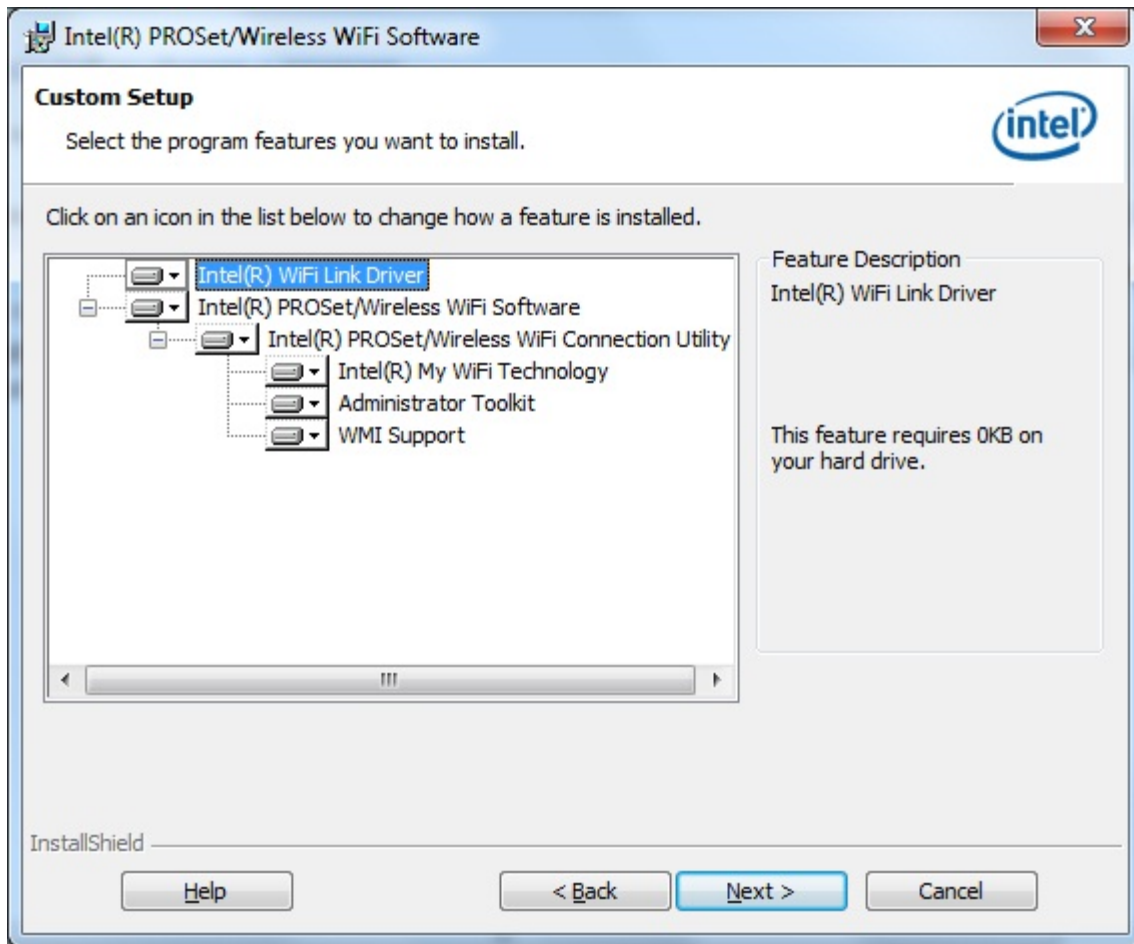 Intel(R) PROSet/Wireless WiFi Software
Custom Setup
Select the program features you want to install.
intel
Click on an icon in the list below to change how a feature is installed.
Intel(R) WiFi Link Driver
Intel(R) PROSet/Wireless WiFi Software
Intel(R) PROSet/Wireless WiFi Connection Utility
Intel(R) My WiFi Technology
Administrator Toolkit
WMI Support
Feature Description
Intel(R) WiFi Link Driver
This feature requires 0KB on
your hard drive.
InstallShield
Help
< Back
Next >
Cancel